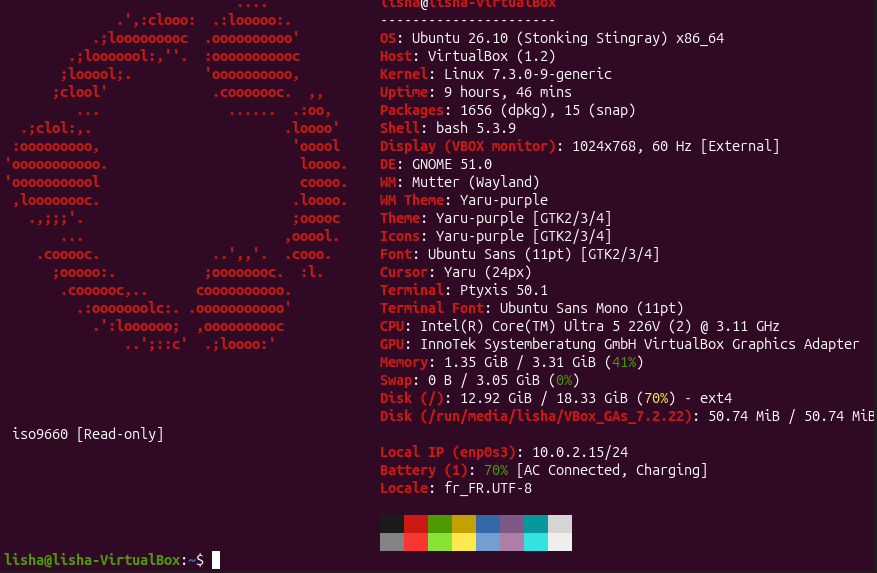 lisha@lisha-VirtualBox
----------------------
OS: Ubuntu 26.10 (Stonking Stingray) x86_64
Host: VirtualBox (1.2)
Kernel: Linux 7.3.0-9-generic
Uptime: 9 hours, 46 mins
Packages: 1656 (dpkg), 15 (snap)
Shell: bash 5.3.9
Display (VBOX monitor): 1024x768, 60 Hz [External]
DE: GNOME 51.0
WM: Mutter (Wayland)
WM Theme: Yaru-purple
Theme: Yaru-purple [GTK2/3/4]
Icons: Yaru-purple [GTK2/3/4]
Font: Ubuntu Sans (11pt) [GTK2/3/4]
Cursor: Yaru (24px)
Terminal: Ptyxis 50.1
Terminal Font: Ubuntu Sans Mono (11pt)
CPU: Intel(R) Core(TM) Ultra 5 226V (2) @ 3.11 GHz
GPU: InnoTek Systemberatung GmbH VirtualBox Graphics Adapter
Memory: 1.35 GiB / 3.31 GiB (41%)
Swap: 0 B / 3.05 GiB (0%)
Disk (/): 12.92 GiB / 18.33 GiB (70%) - ext4
Disk (/run/media/lisha/VBox_GAs_7.2.22): 50.74 MiB / 50.74 MiB
iso9660 [Read-only]
Local IP (enp0s3): 10.0.2.15/24
Battery (1): 70% [AC Connected, Charging]
Locale: fr_FR.UTF-8
lisha@lisha-VirtualBox:~$